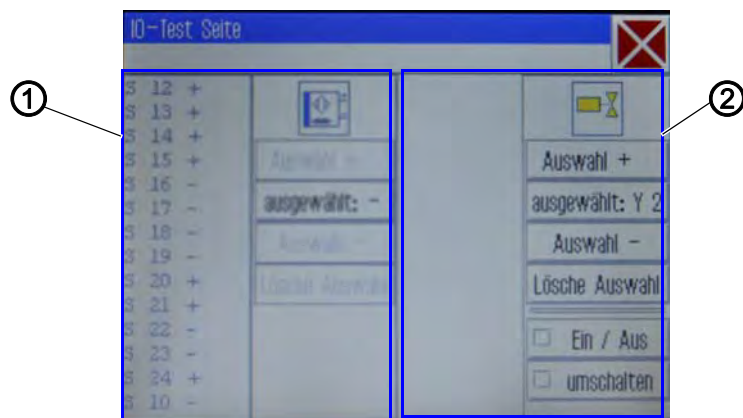 IO-Test Seite
S 12 +
S 13 +
S 14 +
S 15 +
S 16 -
S 17 -
S 18 -
S 19 -
S 20 +
S 21 +
S 22 -
S 23 -
S 24 +
S 10 -
Auswahl +
ausgewählt: -
Auswahl -
Lösche Auswahl
Auswahl +
ausgewählt: Y 2
Auswahl -
Lösche Auswahl
Ein / Aus
umschalten
1
2